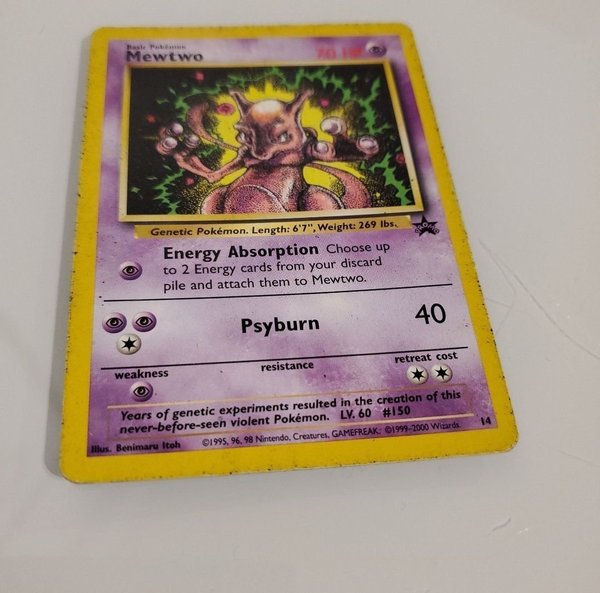 Basic Pokémon
Mewtwo 70 HP
Genetic Pokémon. Length: 6'7", Weight: 269 lbs.
PROMO
Energy Absorption Choose up
to 2 Energy cards from your discard
pile and attach them to Mewtwo.
Psyburn 40
weakness resistance retreat cost
Years of genetic experiments resulted in the creation of this
never-before-seen violent Pokémon. LV. 60 #150
Illus. Benimaru Itoh ©1995, 96, 98 Nintendo, Creatures, GAMEFREAK. ©1999-2000 Wizards. 14